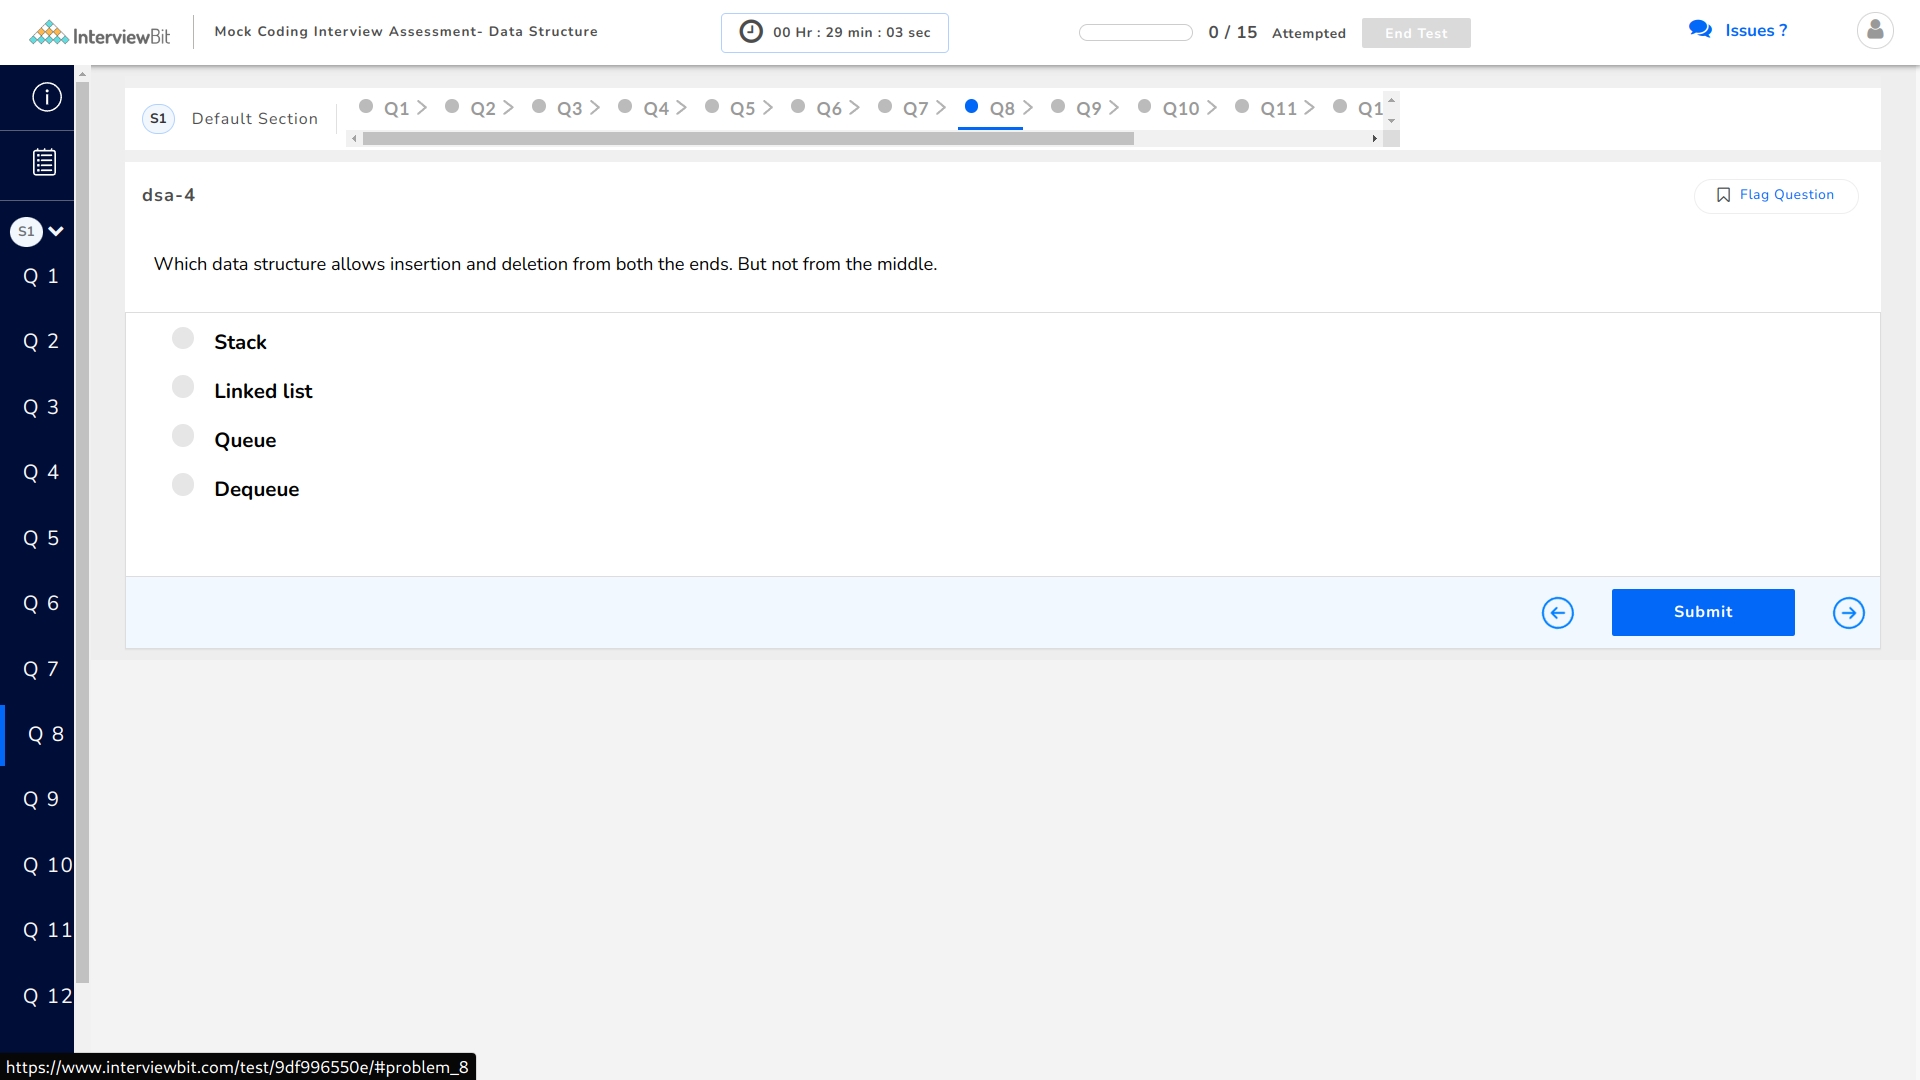 InterviewBit
Mock Coding Interview Assessment- Data Structure
00 Hr : 29 min : 03 sec
0 / 15 Attempted
End Test
Issues ?
S1 Default Section
Q1 Q2 Q3 Q4 Q5 Q6 Q7 Q8 Q9 Q10 Q11 Q1
dsa-4
Flag Question
Which data structure allows insertion and deletion from both the ends. But not from the middle.
Stack
Linked list
Queue
Dequeue
Submit
S1
Q 1
Q 2
Q 3
Q 4
Q 5
Q 6
Q 7
Q 8
Q 9
Q 10
Q 11
Q 12
https://www.interviewbit.com/test/9df996550e/#problem_8